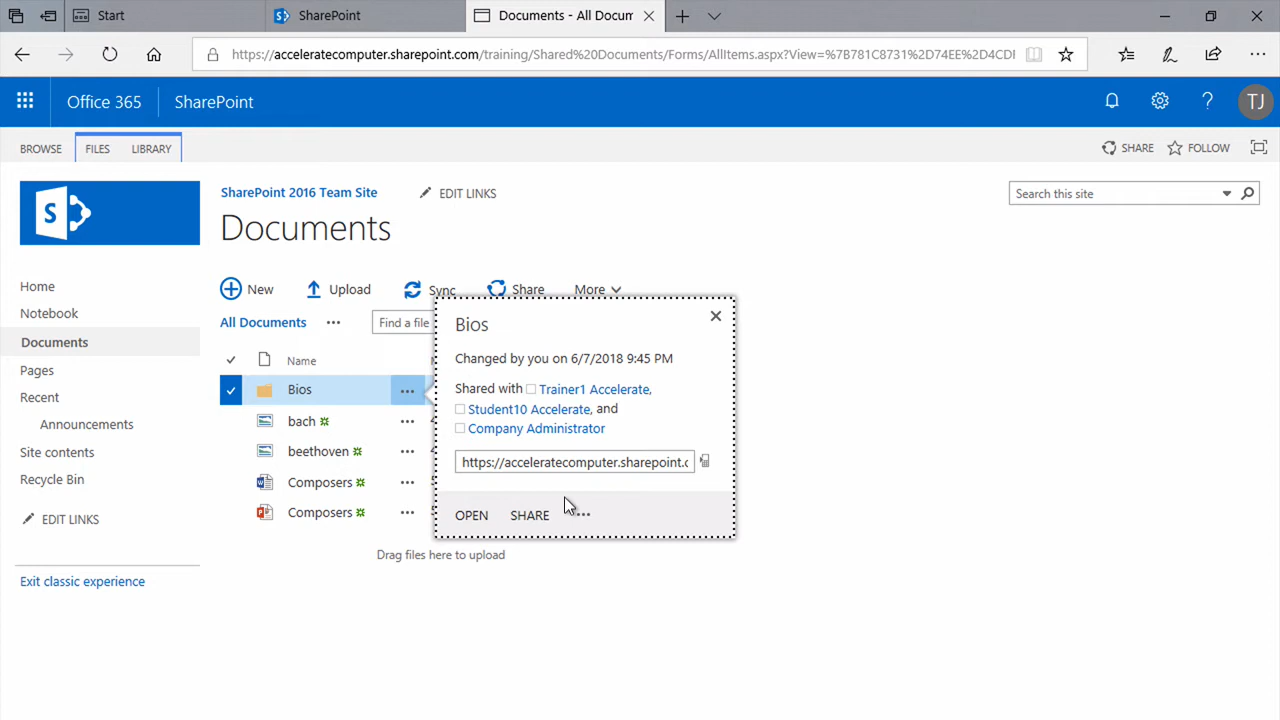 Start
SharePoint
Documents - All Docum
https://acceleratecomputer.sharepoint.com/training/Shared%20Documents/Forms/AllItems.aspx?View=%7B781C8731%2D74EE%2D4CDF
Office 365
SharePoint
TJ
BROWSE
FILES
LIBRARY
SHARE
FOLLOW
S
SharePoint 2016 Team Site
EDIT LINKS
Search this site
Documents
Home
Notebook
Documents
Pages
Recent
Announcements
Site contents
Recycle Bin
EDIT LINKS
Exit classic experience
New
Upload
Sync
Share
More
All Documents
Find a file
Name
Bios
bach
beethoven
Composers
Composers
Drag files here to upload
Bios
Changed by you on 6/7/2018 9:45 PM
Shared with Trainer1 Accelerate,
Student10 Accelerate, and
Company Administrator
https://acceleratecomputer.sharepoint.c
OPEN
SHARE